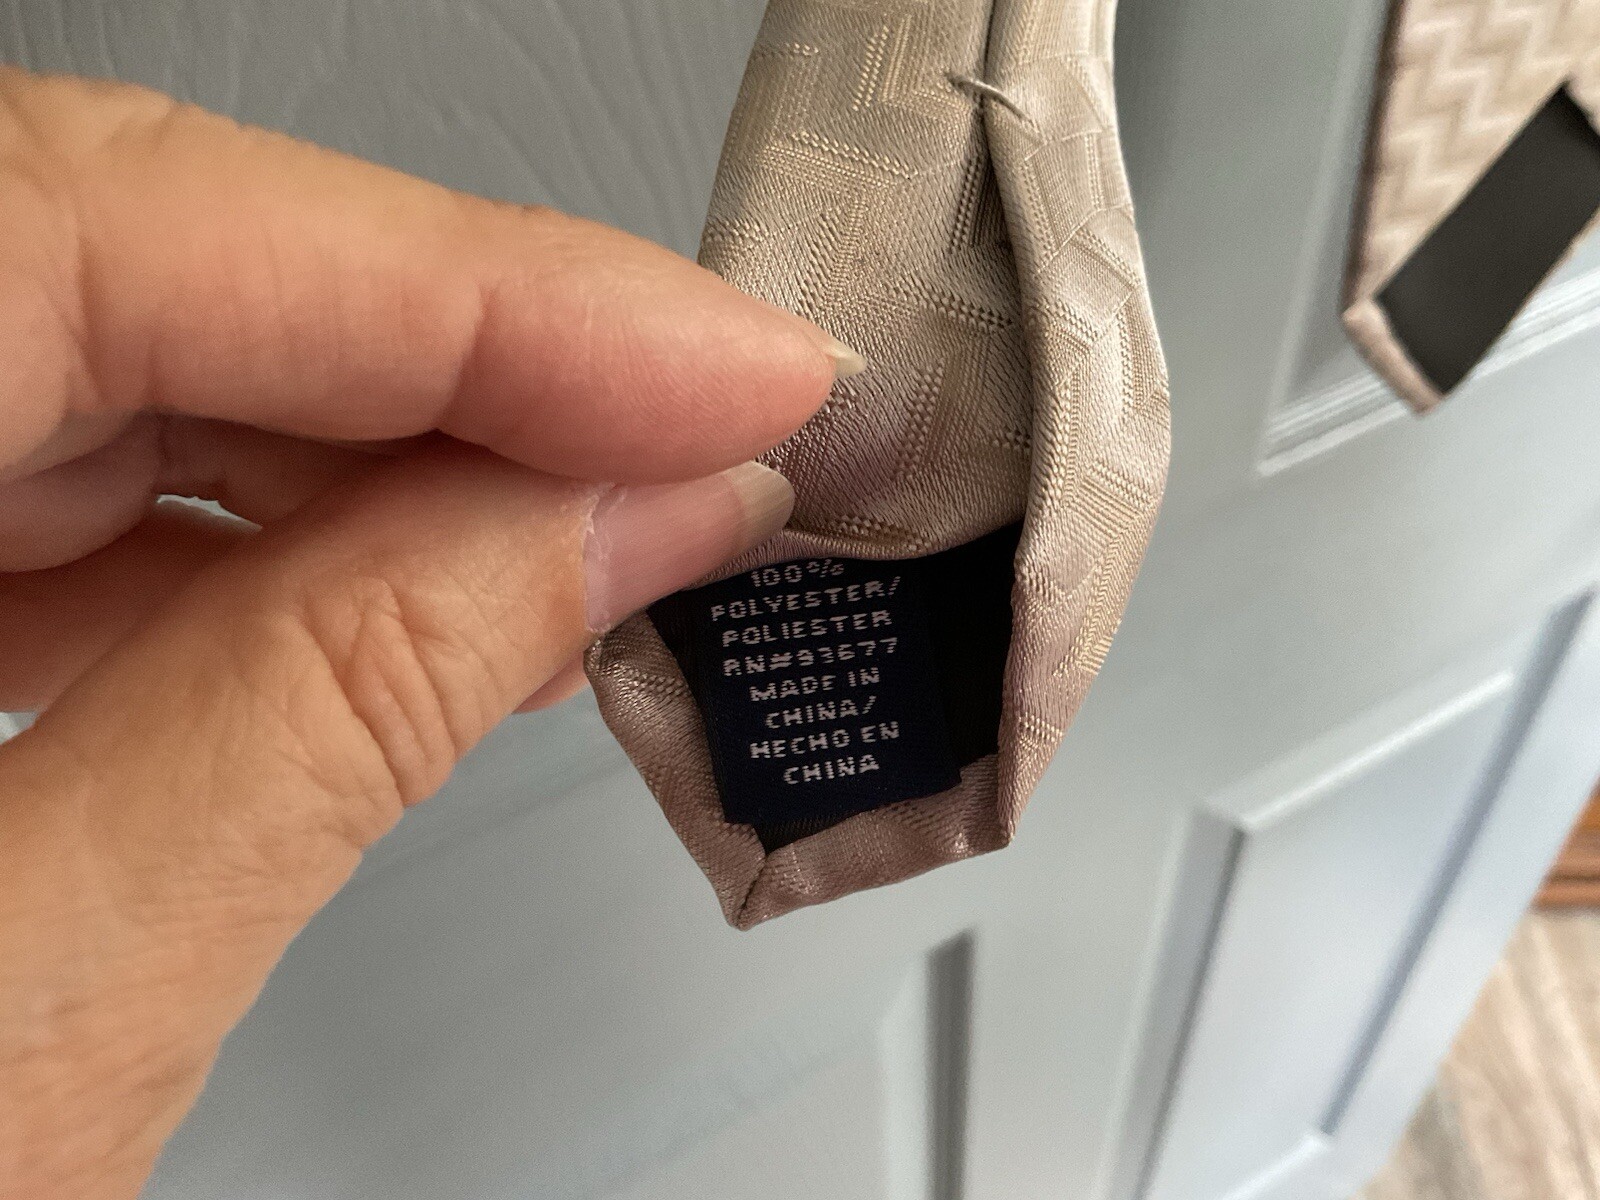 100%
POLYESTER/
POLIESTER
RN#93677
MADE IN
CHINA/
HECHO EN
CHINA